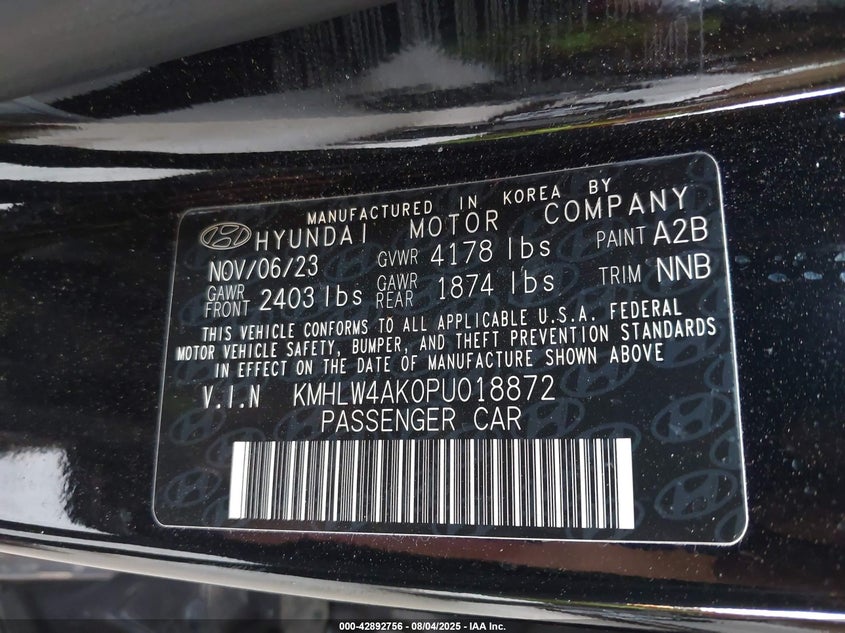 MANUFACTURED IN KOREA BY
HYUNDAI MOTOR COMPANY
NOV/06/23 GVWR 4178 lbs PAINT A2B
GAWR FRONT 2403 lbs GAWR REAR 1874 lbs TRIM NNB
THIS VEHICLE CONFORMS TO ALL APPLICABLE U.S.A. FEDERAL
MOTOR VEHICLE SAFETY, BUMPER, AND THEFT PREVENTION STANDARDS
IN EFFECT ON THE DATE OF MANUFACTURE SHOWN ABOVE
V.I.N KMHLW4AK0PU018872
PASSENGER CAR
000-42892756 - 08/04/2025 - IAA Inc.